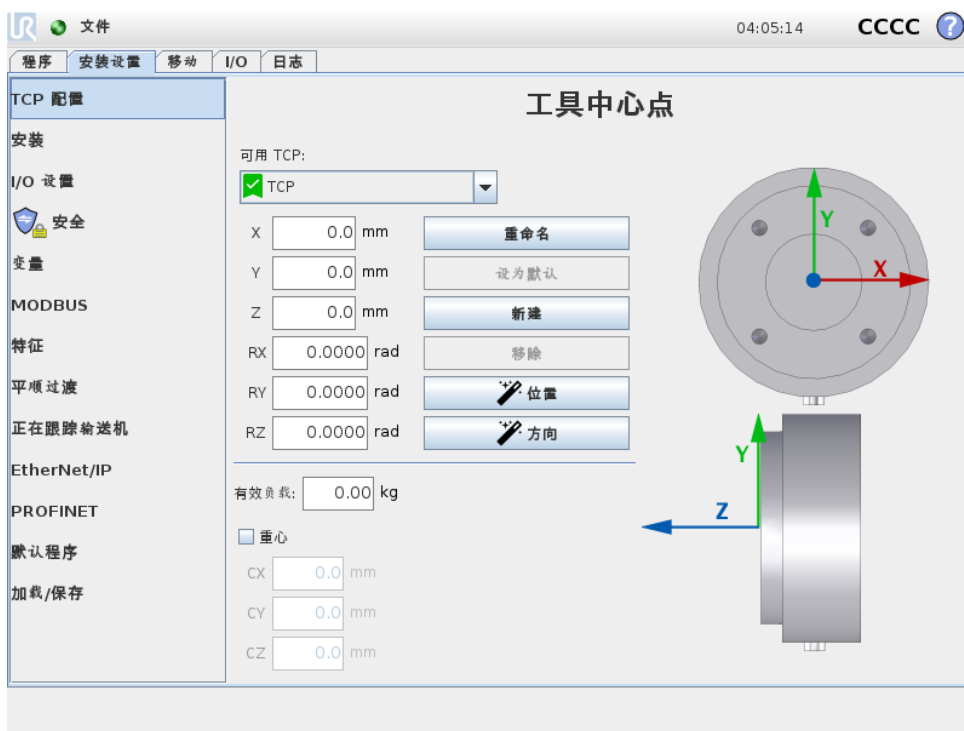 UR 文件 04:05:14 CCCC ?
程序 安装设置 移动 I/O 日志
TCP 配置
安装
I/O 设置
安全
变量
MODBUS
特征
平顺过渡
正在跟踪输送机
EtherNet/IP
PROFINET
默认程序
加载/保存
工具中心点
可用 TCP:
TCP
X 0.0 mm 重命名
Y 0.0 mm 设为默认
Z 0.0 mm 新建
RX 0.0000 rad 移除
RY 0.0000 rad 位置
RZ 0.0000 rad 方向
有效负载: 0.00 kg
重心
CX 0.0 mm
CY 0.0 mm
CZ 0.0 mm
Y
X
Y
Z